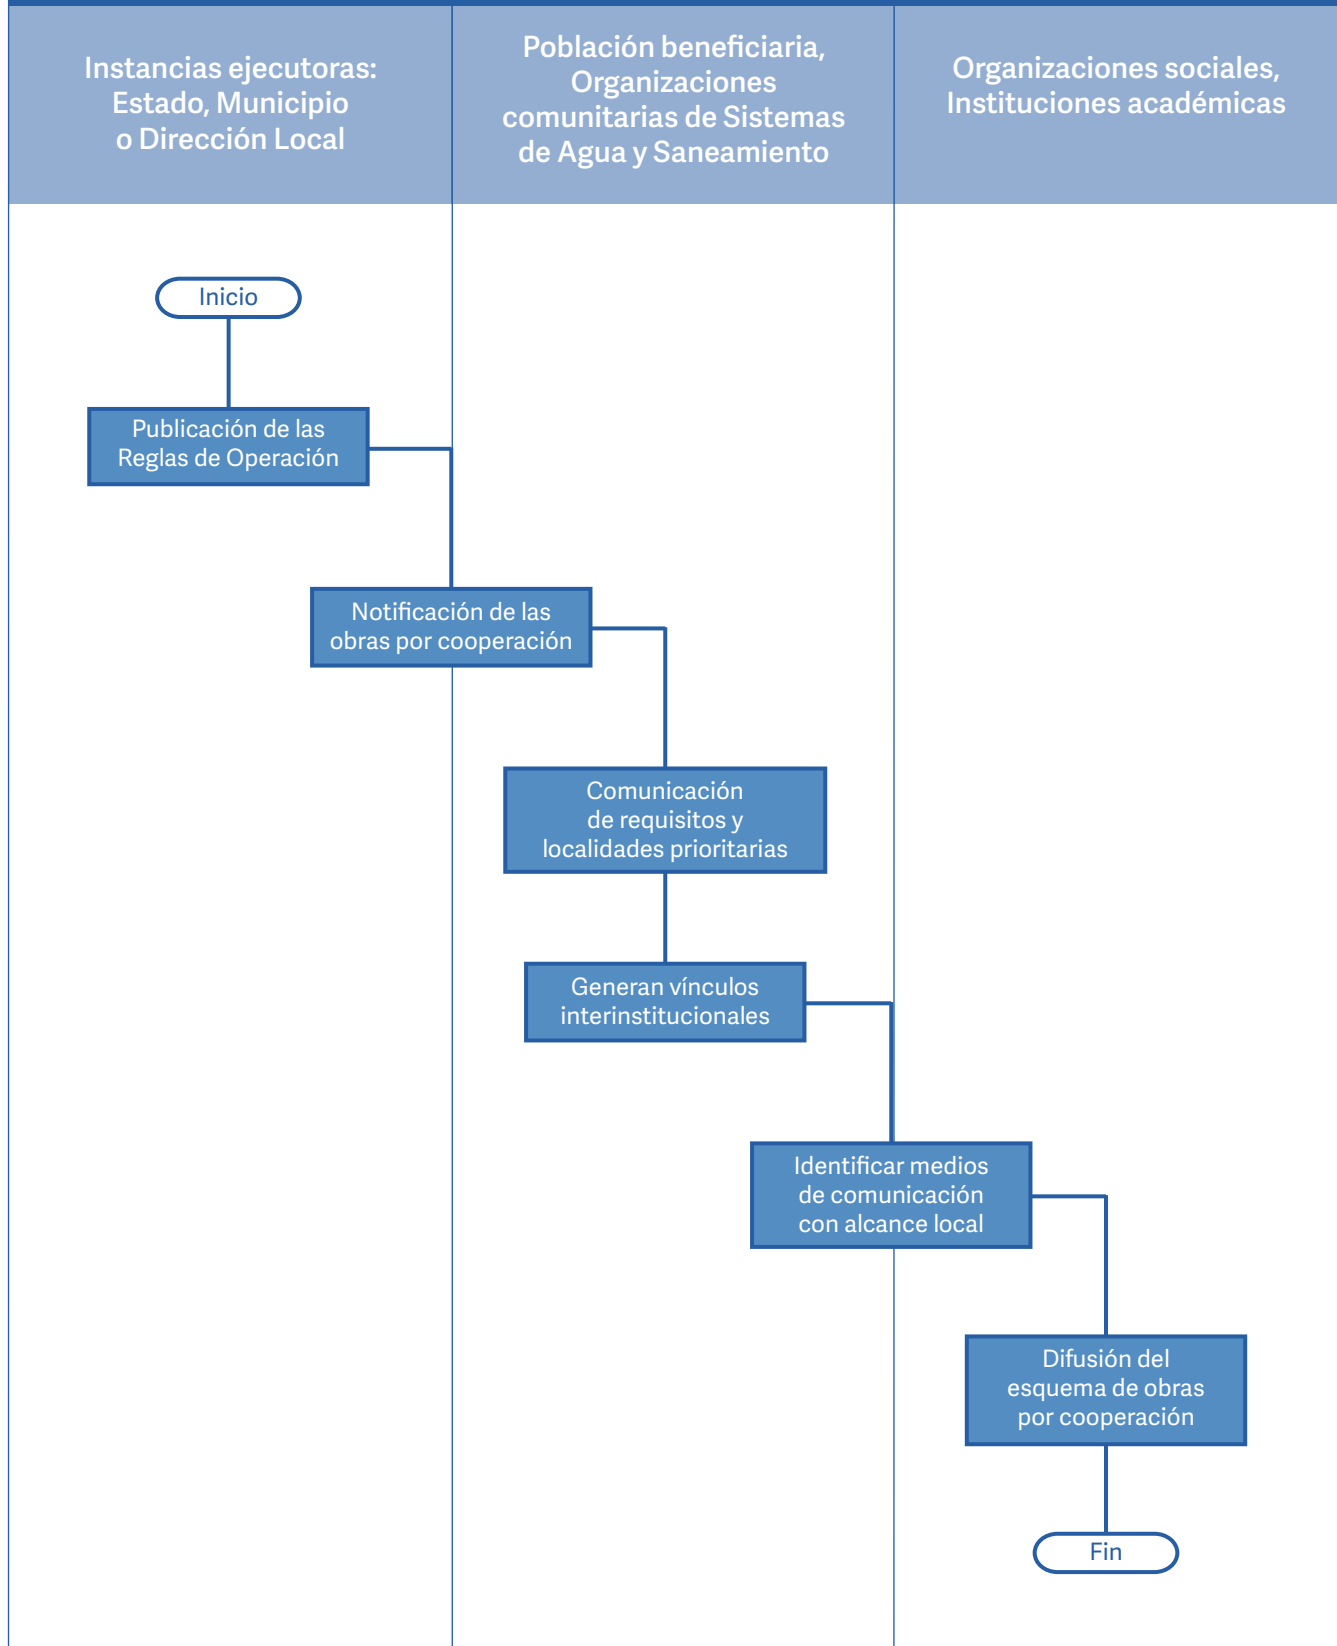 Instancias ejecutoras:
Estado, Municipio
o Dirección Local
Población beneficiaria,
Organizaciones
comunitarias de Sistemas
de Agua y Saneamiento
Organizaciones sociales,
Instituciones académicas
Inicio
Publicación de las
Reglas de Operación
Notificación de las
obras por cooperación
Comunicación
de requisitos y
localidades prioritarias
Generan vínculos
interinstitucionales
Identificar medios
de comunicación
con alcance local
Difusión del
esquema de obras
por cooperación
Fin